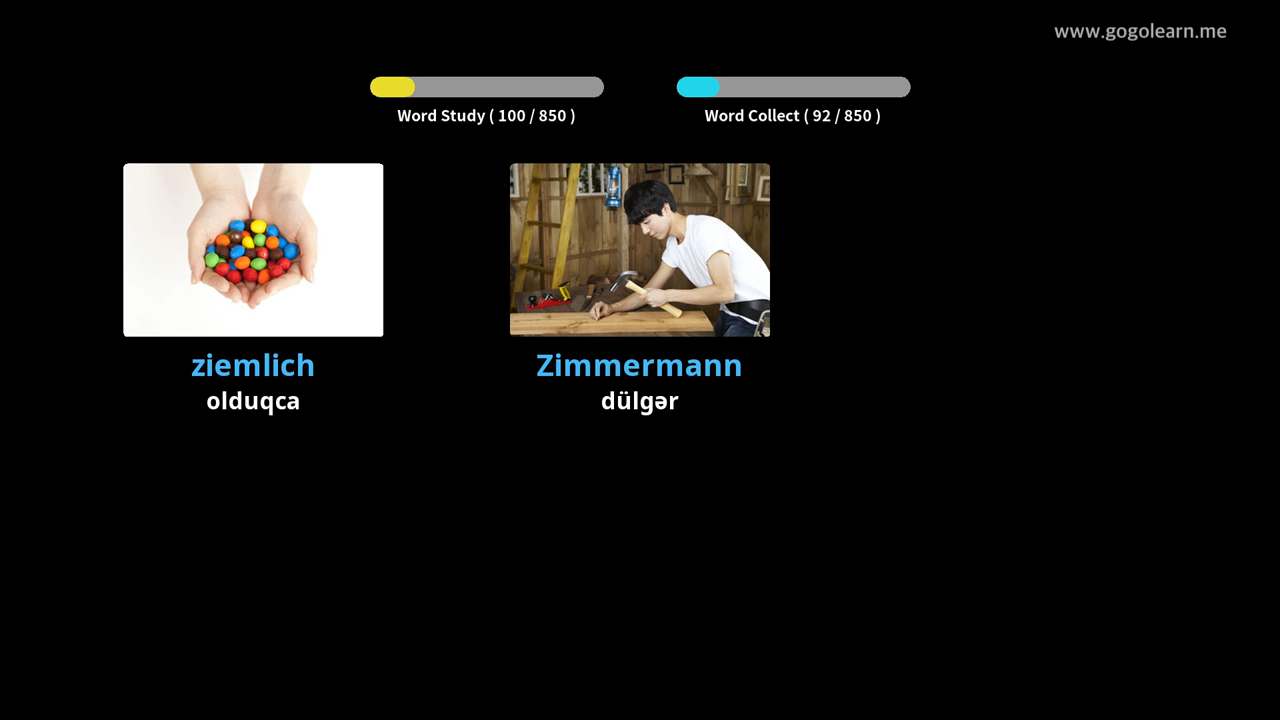 www.gogolearn.me
Word Study ( 100 / 850 )
Word Collect ( 92 / 850 )
ziemlich
olduqca
Zimmermann
dülgər